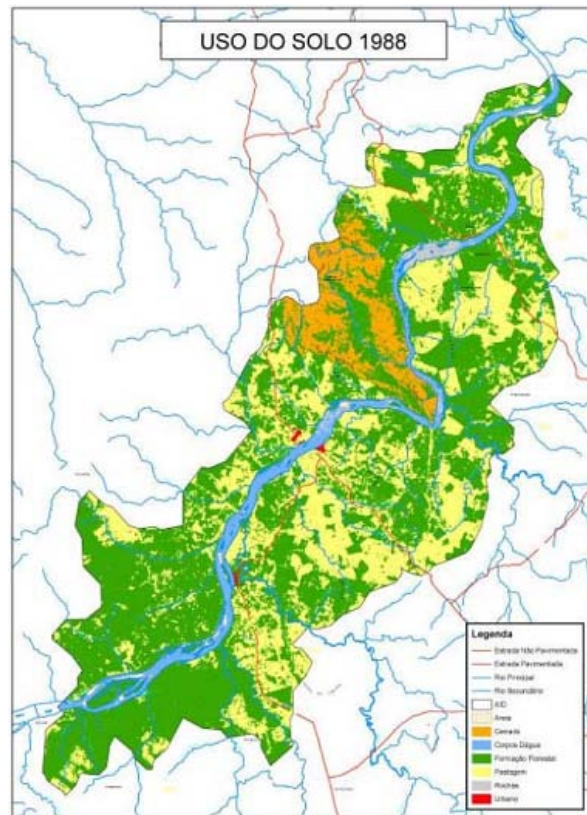 USO DO SOLO 1988
Legenda
Estrada Não Pavimentada
Estrada Pavimentada
Rio Principal
Rio Secundário
AID
Areia
Cerrado
Corpos Dágua
Formação Florestal
Pastagem
Rochas
Urbano